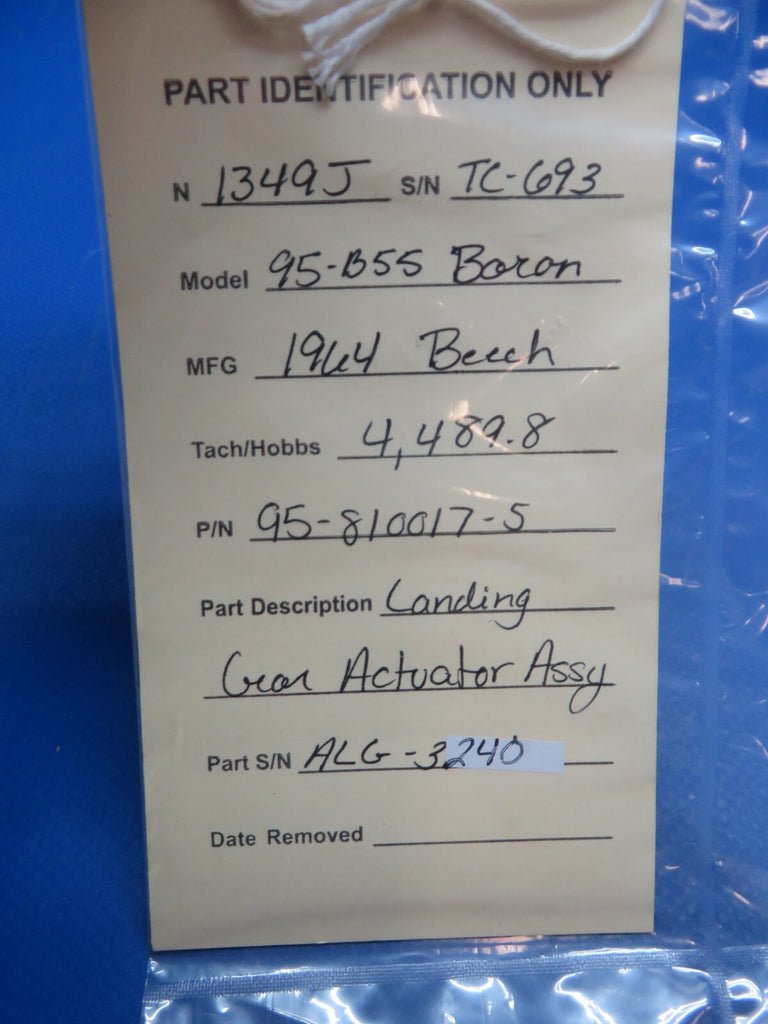 PART IDENTIFICATION ONLY
N 1349J S/N TC-693
Model 95-B55 Baron
MFG 1964 Beech
Tach/Hobbs 4,489.8
P/N 95-810017-5
Part Description Landing
Gear Actuator Assy
Part S/N ALG-3240
Date Removed